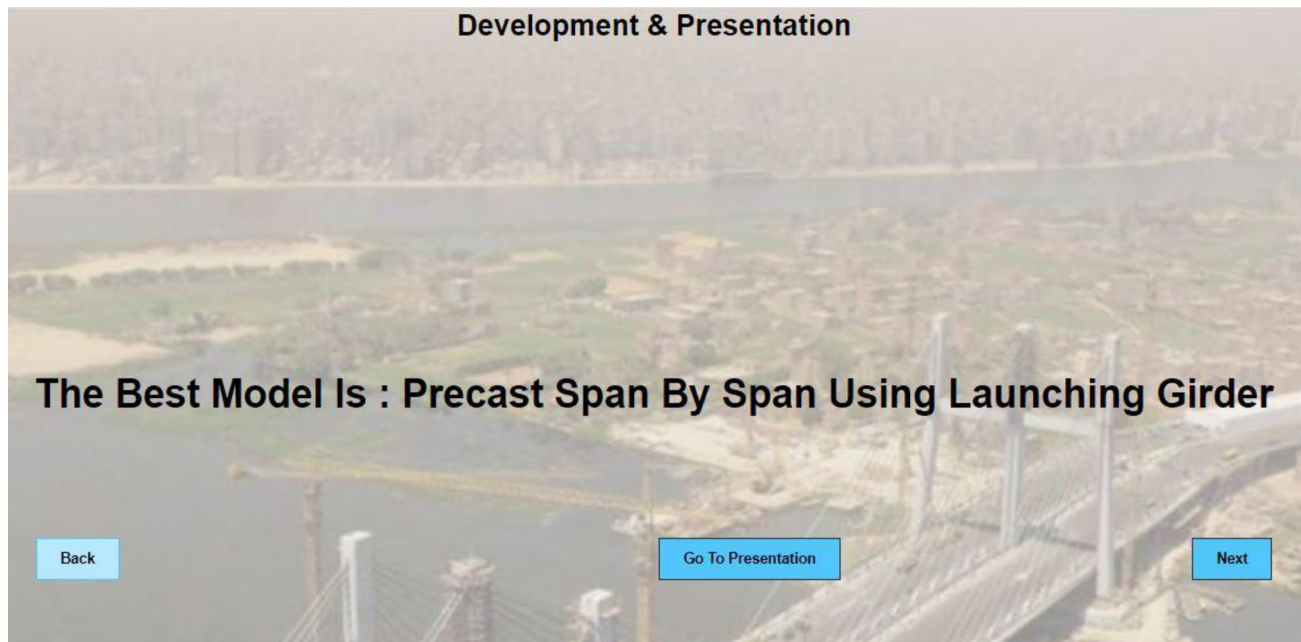 Development & Presentation
The Best Model Is : Precast Span By Span Using Launching Girder
Back
Go To Presentation
Next